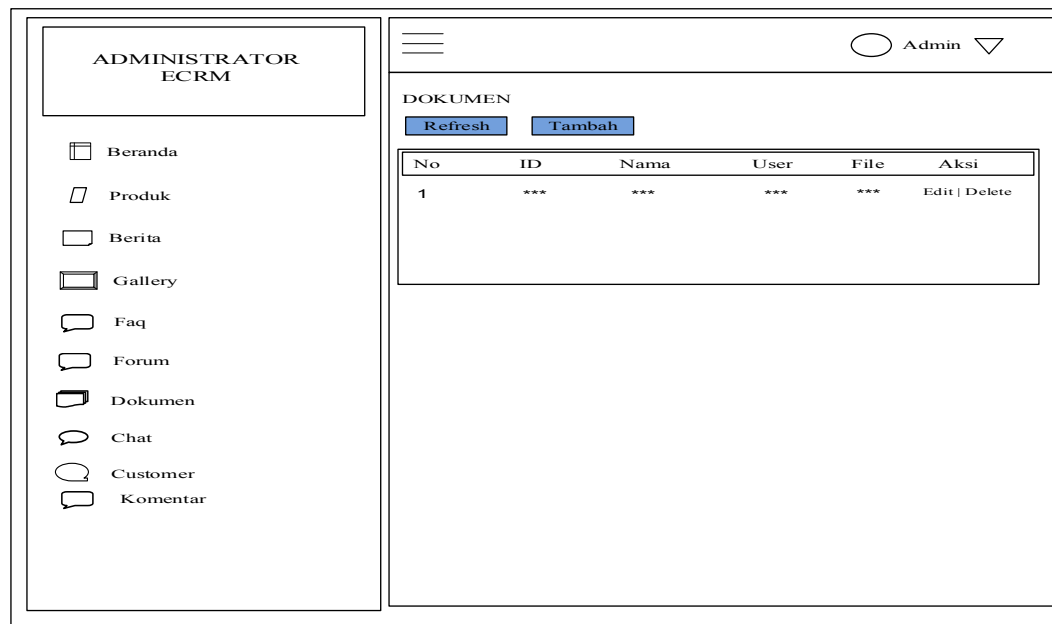 ADMINISTRATOR
ECRM
Beranda
Produk
Berita
Gallery
Faq
Forum
Dokumen
Chat
Customer
Komentar
Admin
DOKUMEN
Refresh Tambah
No ID Nama User File Aksi
1 *** *** *** *** Edit | Delete